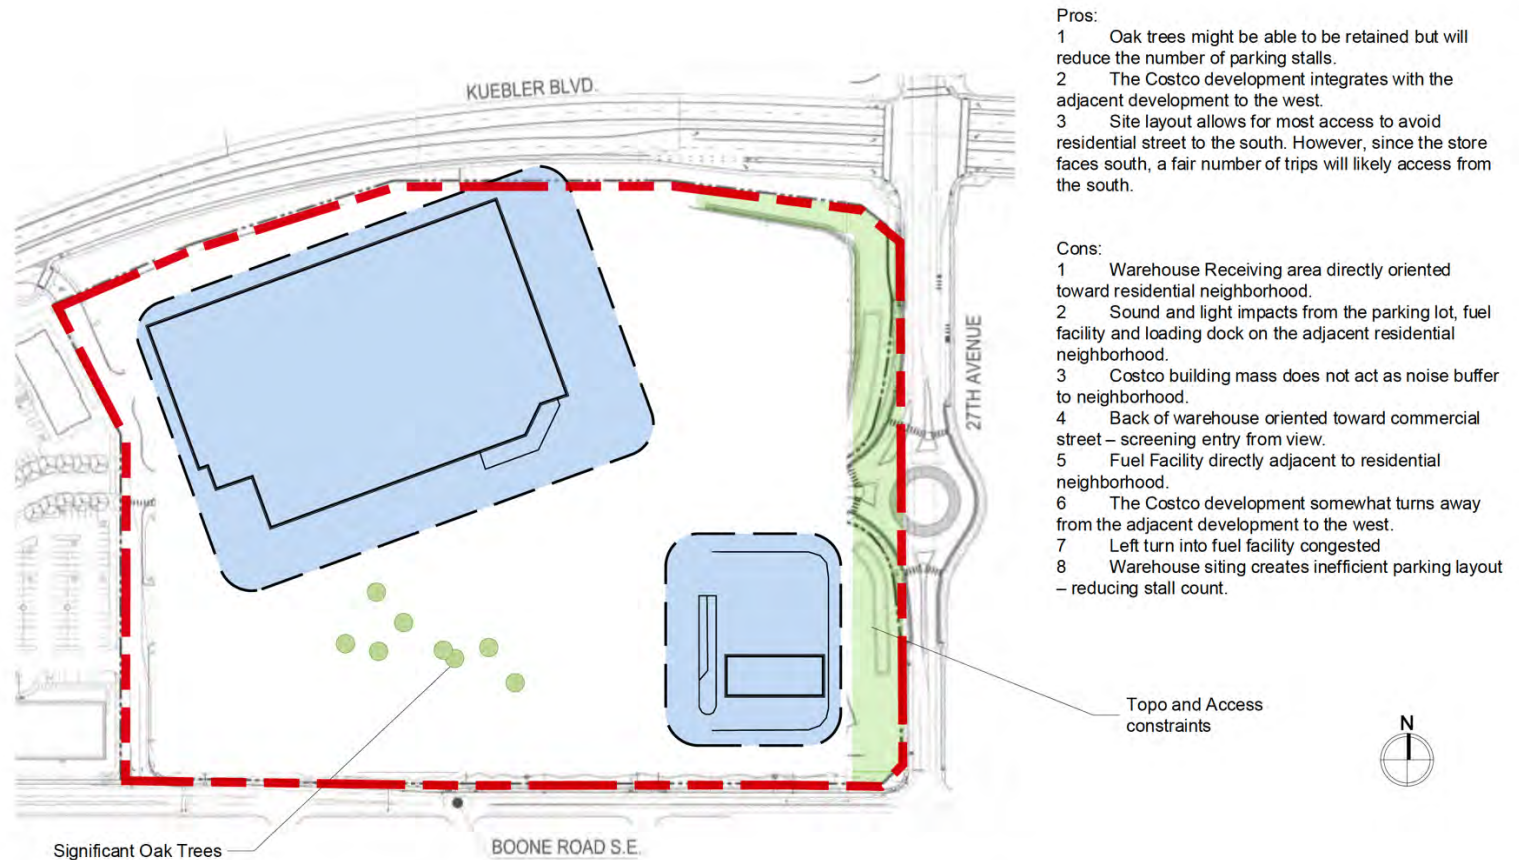 Pros:
1 Oak trees might be able to be retained but will
reduce the number of parking stalls.
2 The Costco development integrates with the
adjacent development to the west.
3 Site layout allows for most access to avoid
residential street to the south. However, since the store
faces south, a fair number of trips will likely access from
the south.
Cons:
1 Warehouse Receiving area directly oriented
toward residential neighborhood.
2 Sound and light impacts from the parking lot, fuel
facility and loading dock on the adjacent residential
neighborhood.
3 Costco building mass does not act as noise buffer
to neighborhood.
4 Back of warehouse oriented toward commercial
street – screening entry from view.
5 Fuel Facility directly adjacent to residential
neighborhood.
6 The Costco development somewhat turns away
from the adjacent development to the west.
7 Left turn into fuel facility congested
8 Warehouse siting creates inefficient parking layout
– reducing stall count.
KUEBLER BLVD.
27TH AVENUE
Topo and Access
constraints
N
BOONE ROAD S.E.
Significant Oak Trees